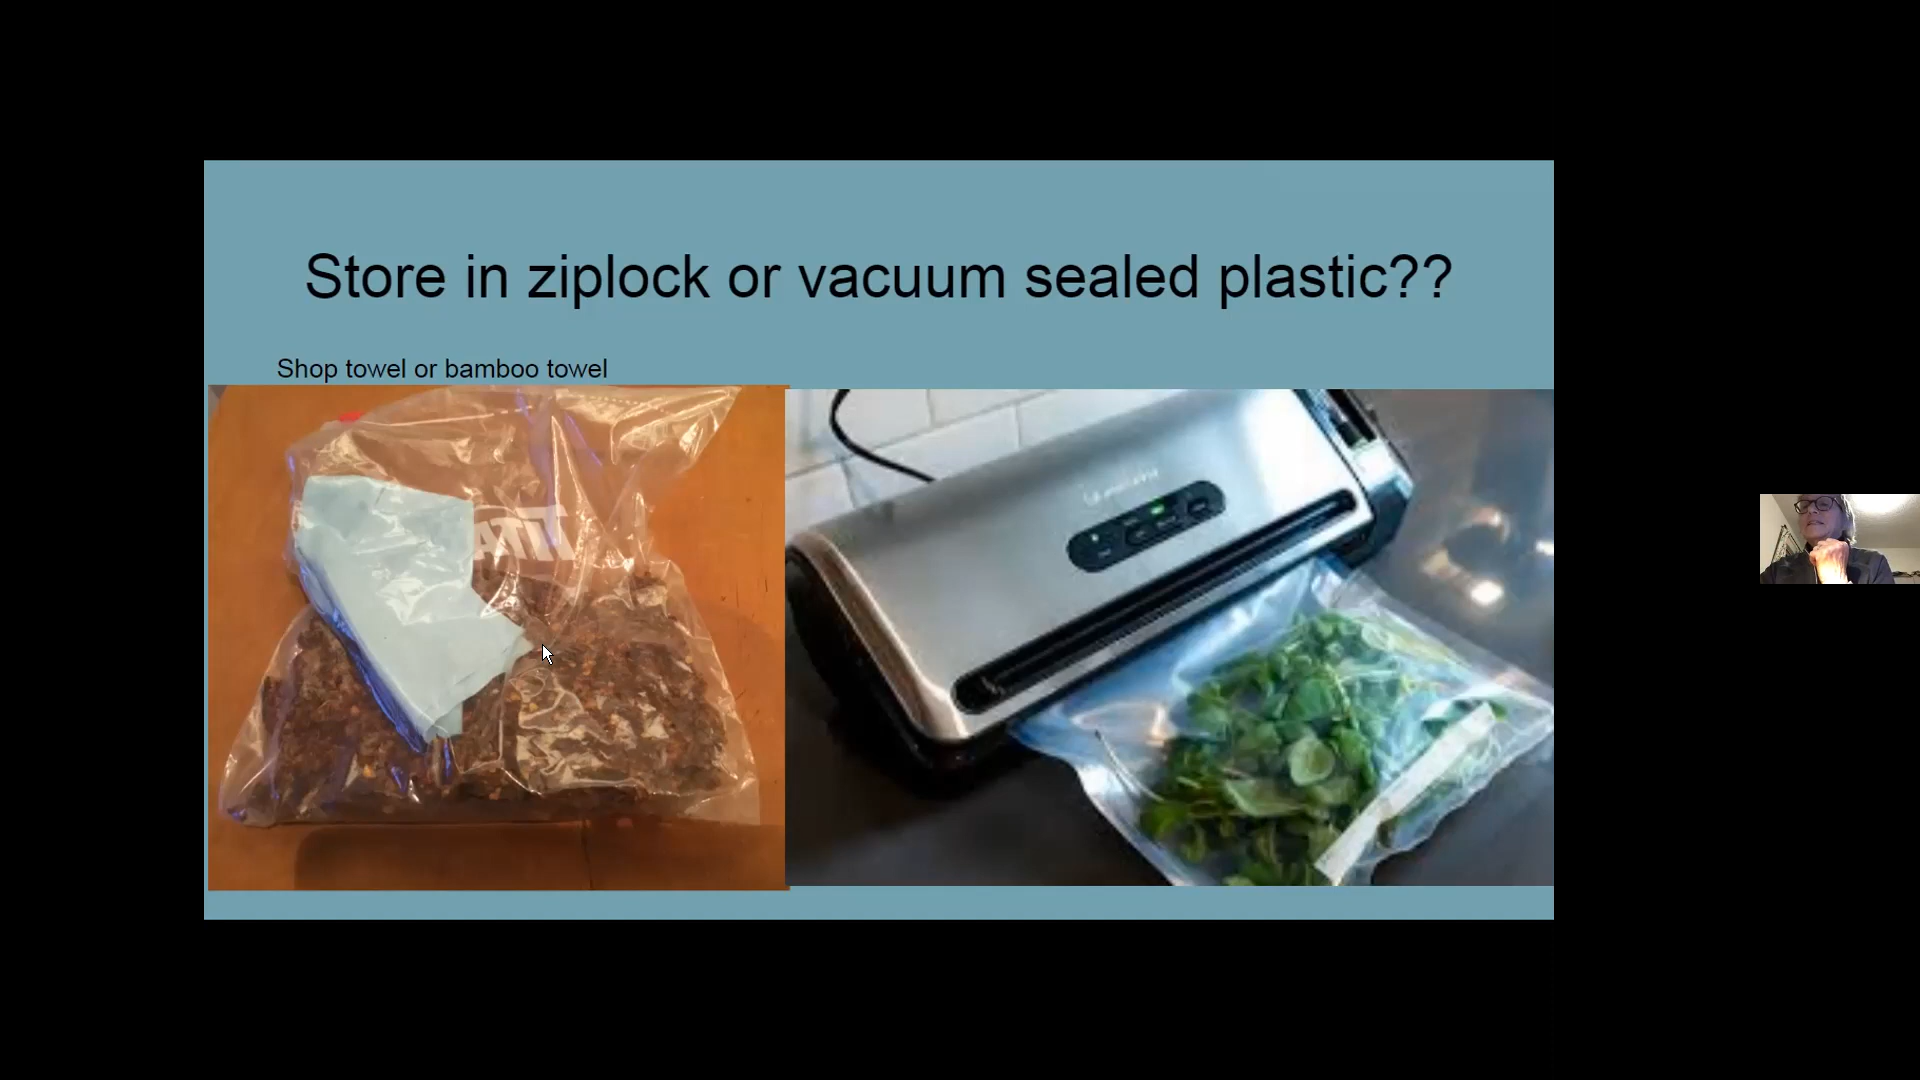 Store in ziplock or vacuum sealed plastic??
Shop towel or bamboo towel